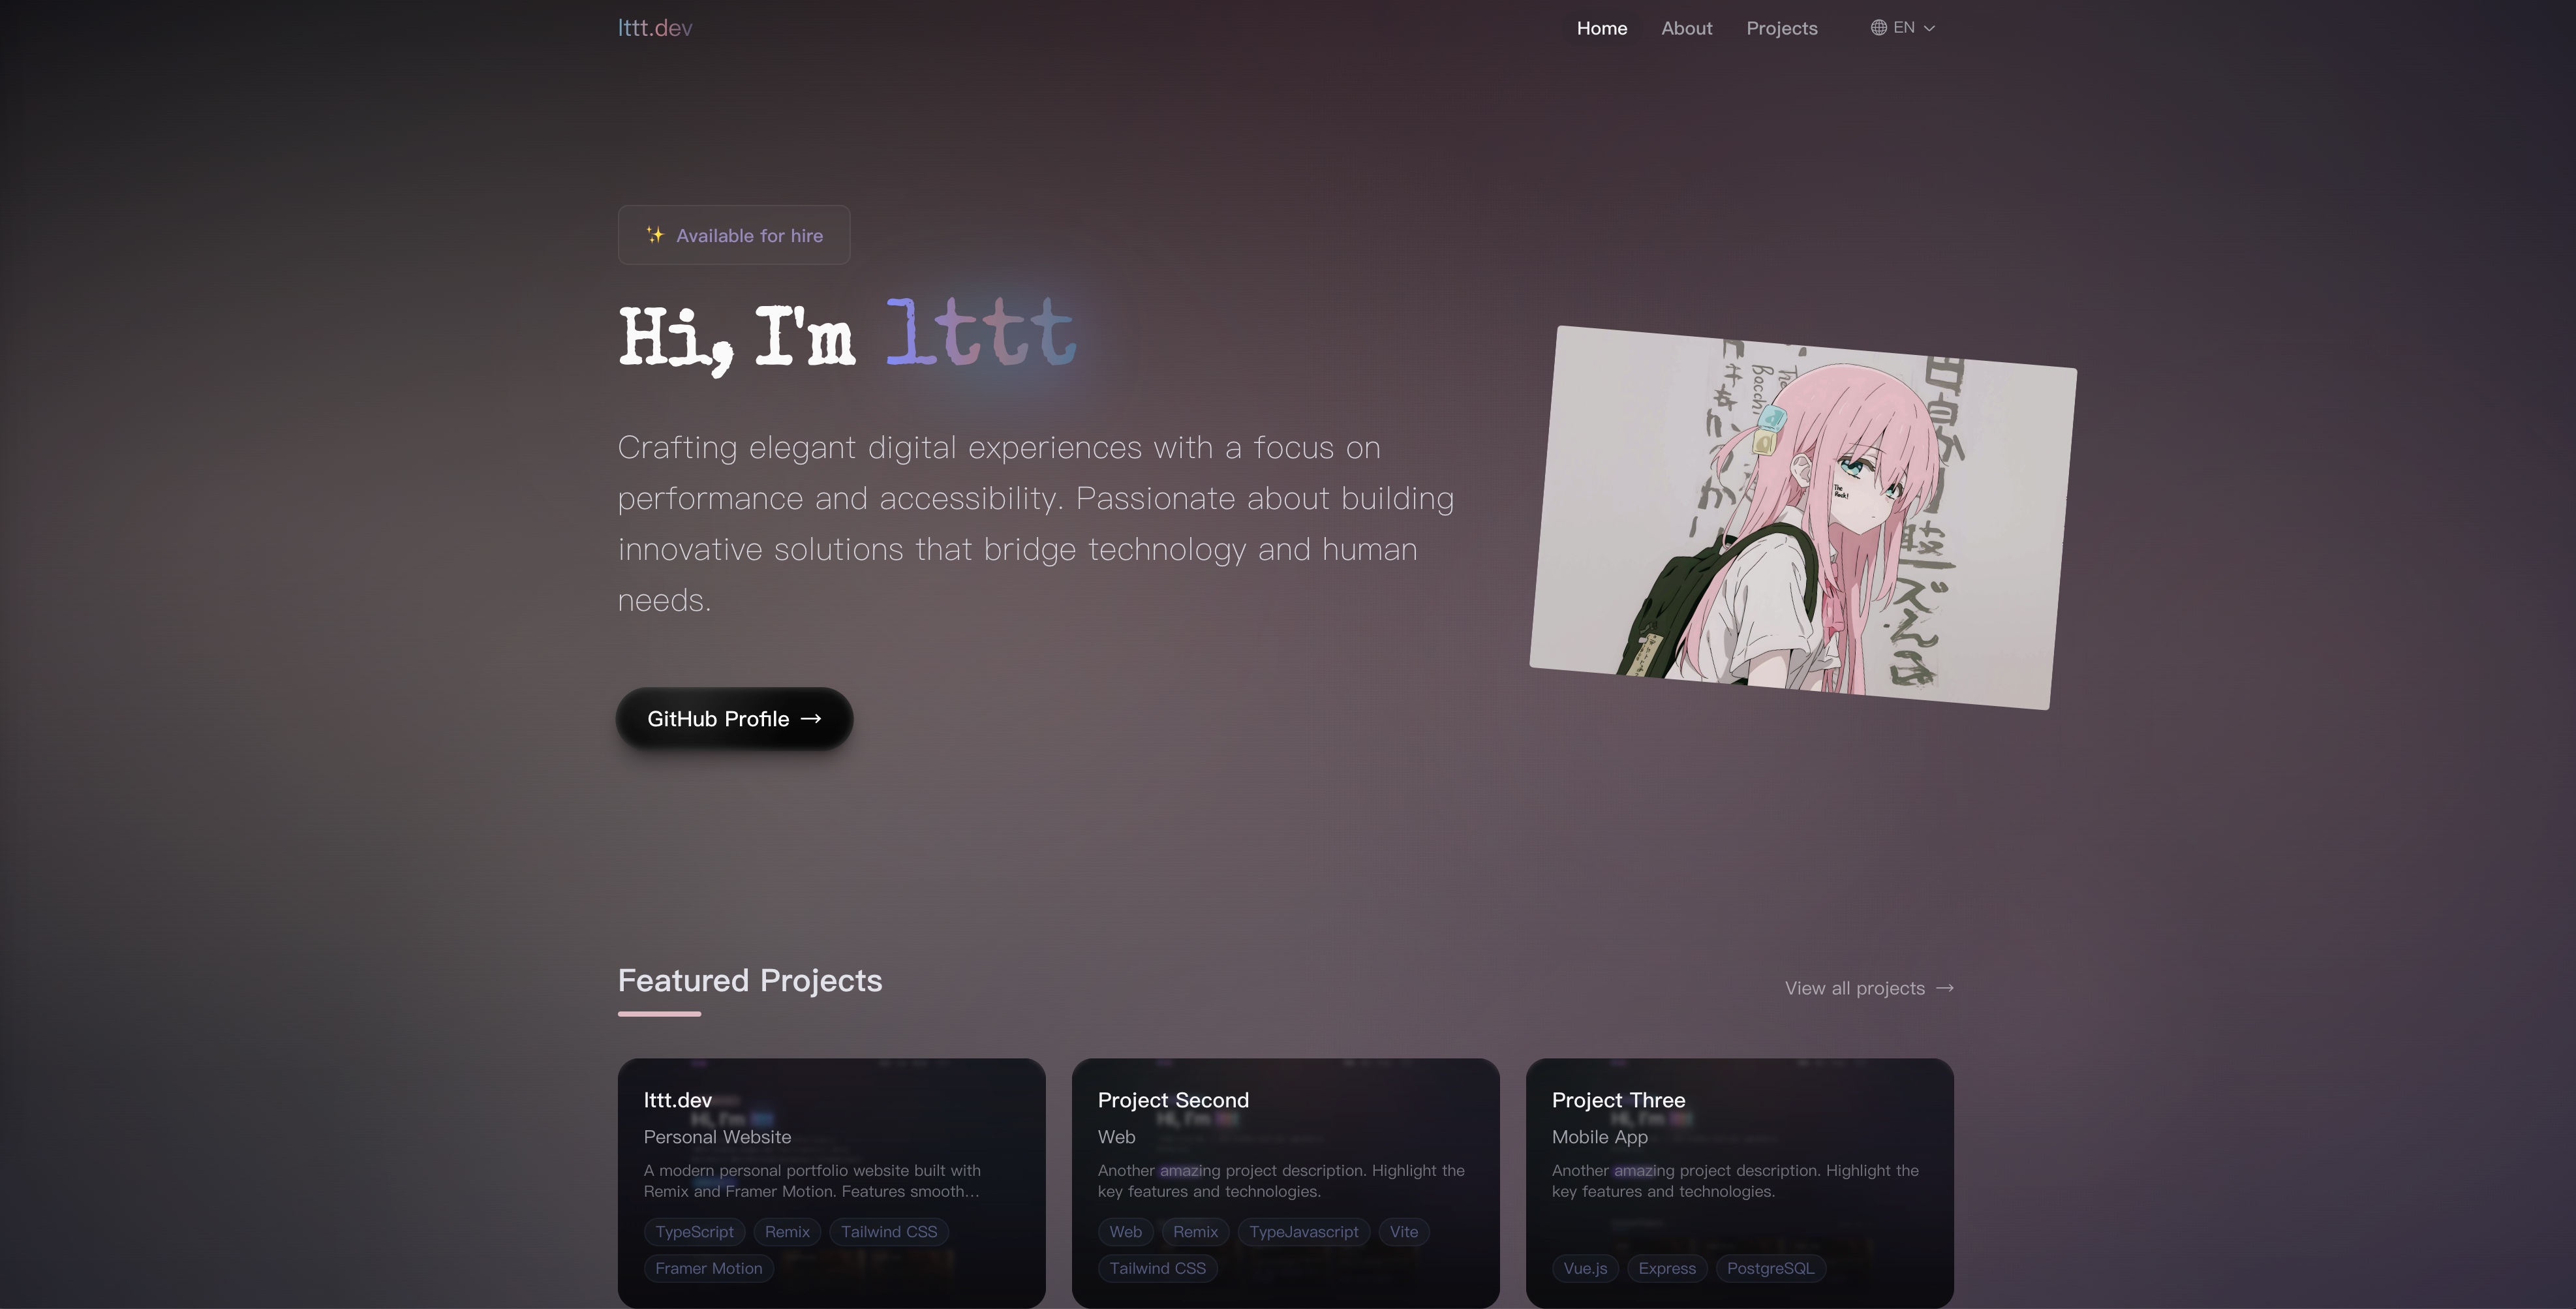 lttt.dev
Home About Projects EN
✨ Available for hire
Hi, I'm lttt
Crafting elegant digital experiences with a focus on
performance and accessibility. Passionate about building
innovative solutions that bridge technology and human
needs.
GitHub Profile →
The
Bocchi
The
Rock!
Featured Projects
View all projects →
lttt.dev
Personal Website
A modern personal portfolio website built with
Remix and Framer Motion. Features smooth...
TypeScript Remix Tailwind CSS
Framer Motion
Project Second
Web
Another amazing project description. Highlight the
key features and technologies.
Web Remix TypeJavascript Vite
Tailwind CSS
Project Three
Mobile App
Another amazing project description. Highlight the
key features and technologies.
Vue.js Express PostgreSQL